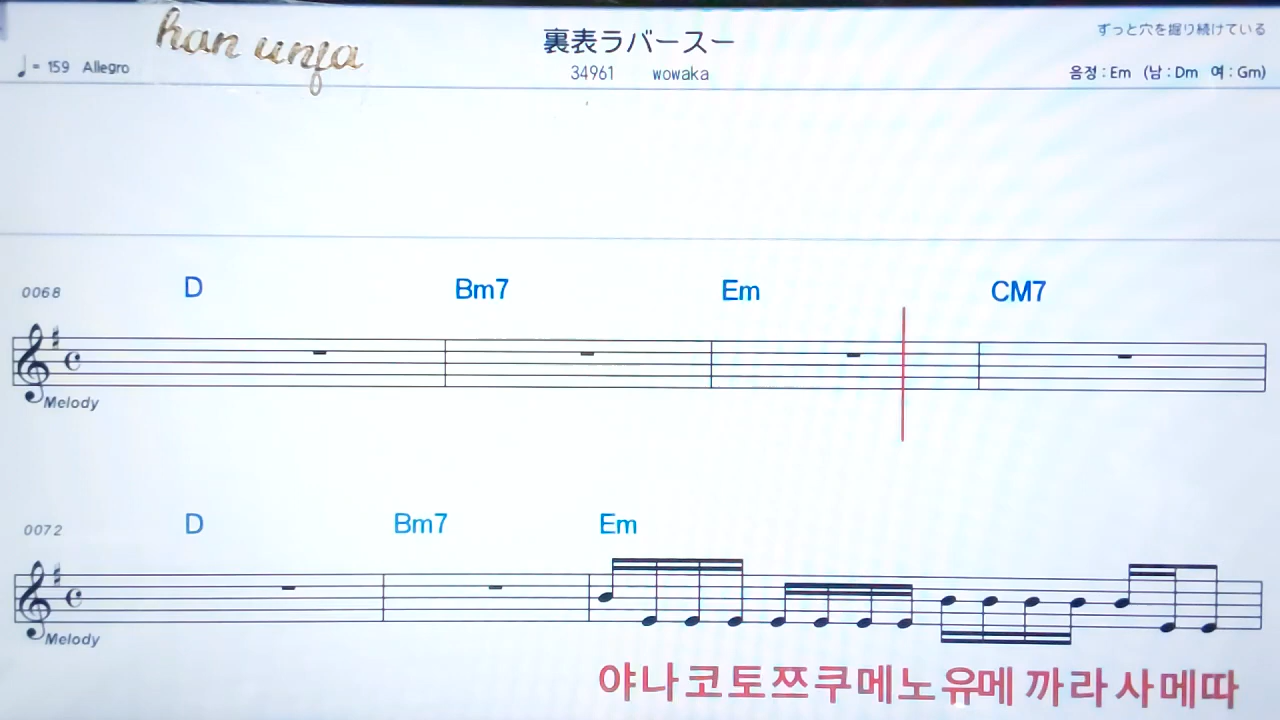 han unja
裏表ラバースー
ずっと穴を掘り続けている
♩= 159 Allegro
34961 wowaka
음정 : Em (남 : Dm 여 : Gm)
D Bm7 Em CM7
0068
Melody
D Bm7 Em
0072
Melody
야나코토쯔쿠메노유메 까라사메따